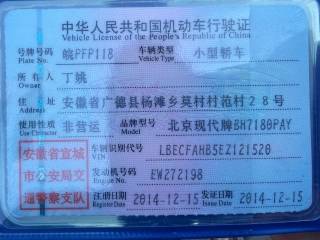 中华人民共和国机动车行驶证
Vehicle License of the People's Republic of China
号牌号码 皖PFP118 车辆类型 小型轿车
Plate No. Vehicle Type
所有人 丁姚
Owner
住址 安徽省广德县杨滩乡莫村村范村28号
Address
使用性质 非营运 品牌型号 北京现代牌BH7180PAY
Use Character Model
安徽省宣城
市公安局交
通警察支队
车辆识别代号 LBECFAHB5EZ121520
VIN
发动机号码 EW272198
Engine No.
注册日期 2014-12-15 发证日期 2014-12-15
Register Date Issue Date